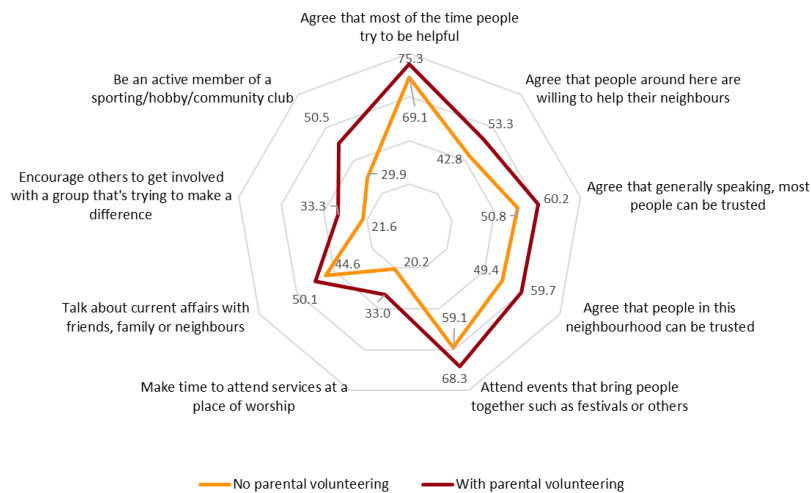 Agree that most of the time people
try to be helpful
75.3
Be an active member of a
sporting/hobby/community club
Agree that people around here are
willing to help their neighbours
50.5
69.1
53.3
42.8
29.9
Encourage others to get involved
with a group that's trying to make a
difference
33.3
21.6
50.8
60.2
Agree that generally speaking, most
people can be trusted
44.6
20.2
49.4
59.7
50.1
33.0
59.1
Talk about current affairs with
friends, family or neighbours
Agree that people in this
neighbourhood can be trusted
68.3
Make time to attend services at a
place of worship
Attend events that bring people
together such as festivals or others
No parental volunteering
With parental volunteering